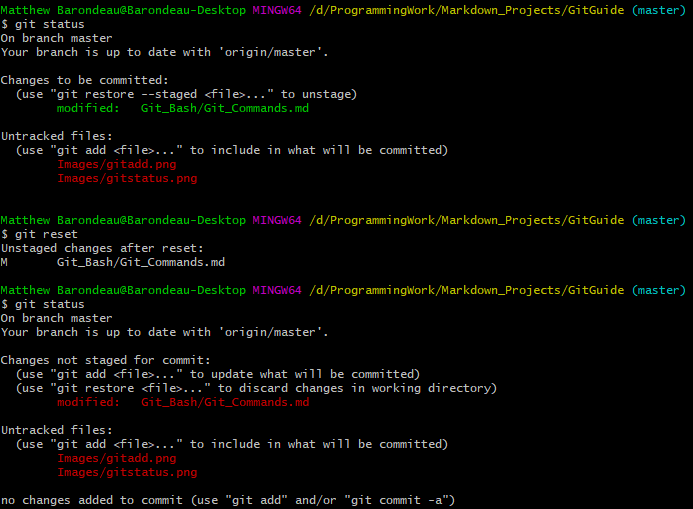 Matthew Barondeau@Barondeau-Desktop MINGW64 /d/ProgrammingWork/Markdown_Projects/GitGuide (master)
$ git status
On branch master
Your branch is up to date with 'origin/master'.

Changes to be committed:
  (use "git restore --staged <file>..." to unstage)
        modified:   Git_Bash/Git_Commands.md

Untracked files:
  (use "git add <file>..." to include in what will be committed)
        Images/gitadd.png
        Images/gitstatus.png


Matthew Barondeau@Barondeau-Desktop MINGW64 /d/ProgrammingWork/Markdown_Projects/GitGuide (master)
$ git reset
Unstaged changes after reset:
M       Git_Bash/Git_Commands.md

Matthew Barondeau@Barondeau-Desktop MINGW64 /d/ProgrammingWork/Markdown_Projects/GitGuide (master)
$ git status
On branch master
Your branch is up to date with 'origin/master'.

Changes not staged for commit:
  (use "git add <file>..." to update what will be committed)
  (use "git restore <file>..." to discard changes in working directory)
        modified:   Git_Bash/Git_Commands.md

Untracked files:
  (use "git add <file>..." to include in what will be committed)
        Images/gitadd.png
        Images/gitstatus.png

no changes added to commit (use "git add" and/or "git commit -a")